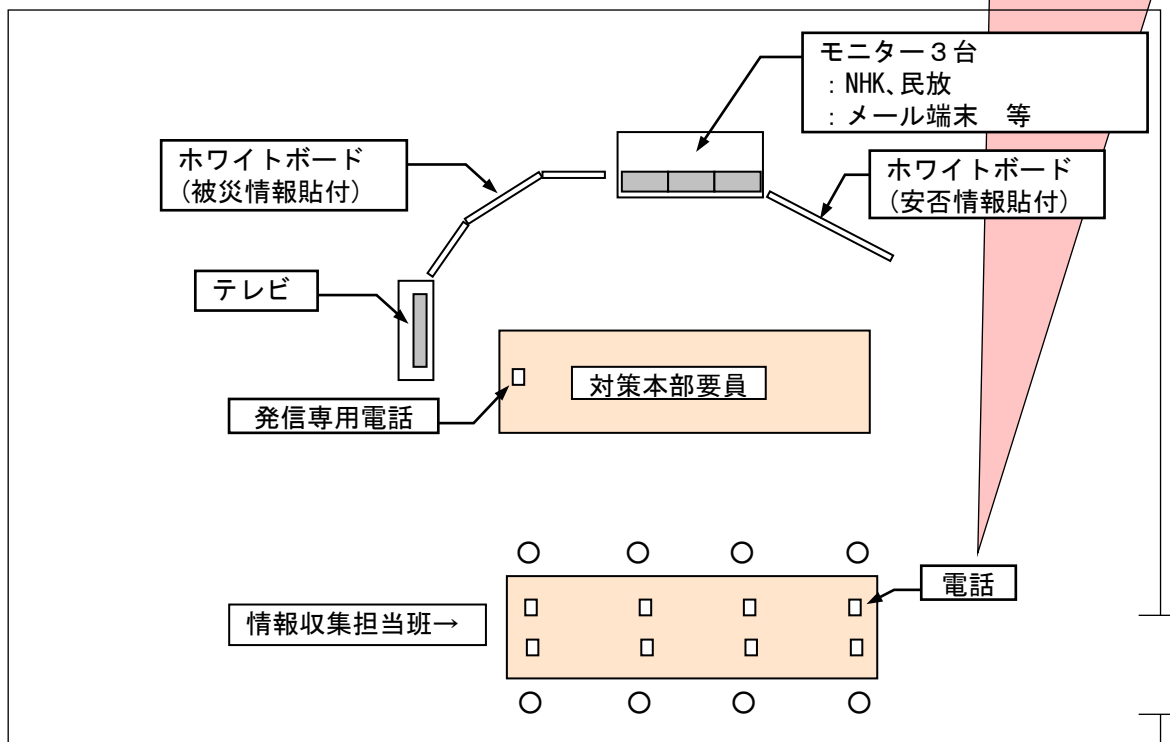 モニター３台
：NHK、民放
：メール端末　等
ホワイトボード
(被災情報貼付)
ホワイトボード
(安否情報貼付)
テレビ
対策本部要員
発信専用電話
電話
情報収集担当班→